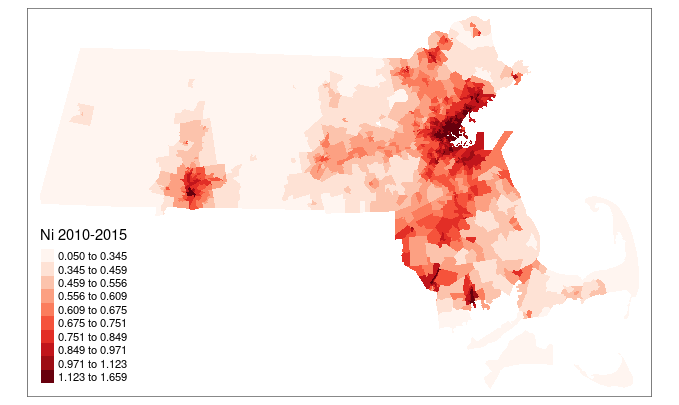 Ni 2010-2015
0.050 to 0.345
0.345 to 0.459
0.459 to 0.556
0.556 to 0.609
0.609 to 0.675
0.675 to 0.751
0.751 to 0.849
0.849 to 0.971
0.971 to 1.123
1.123 to 1.659